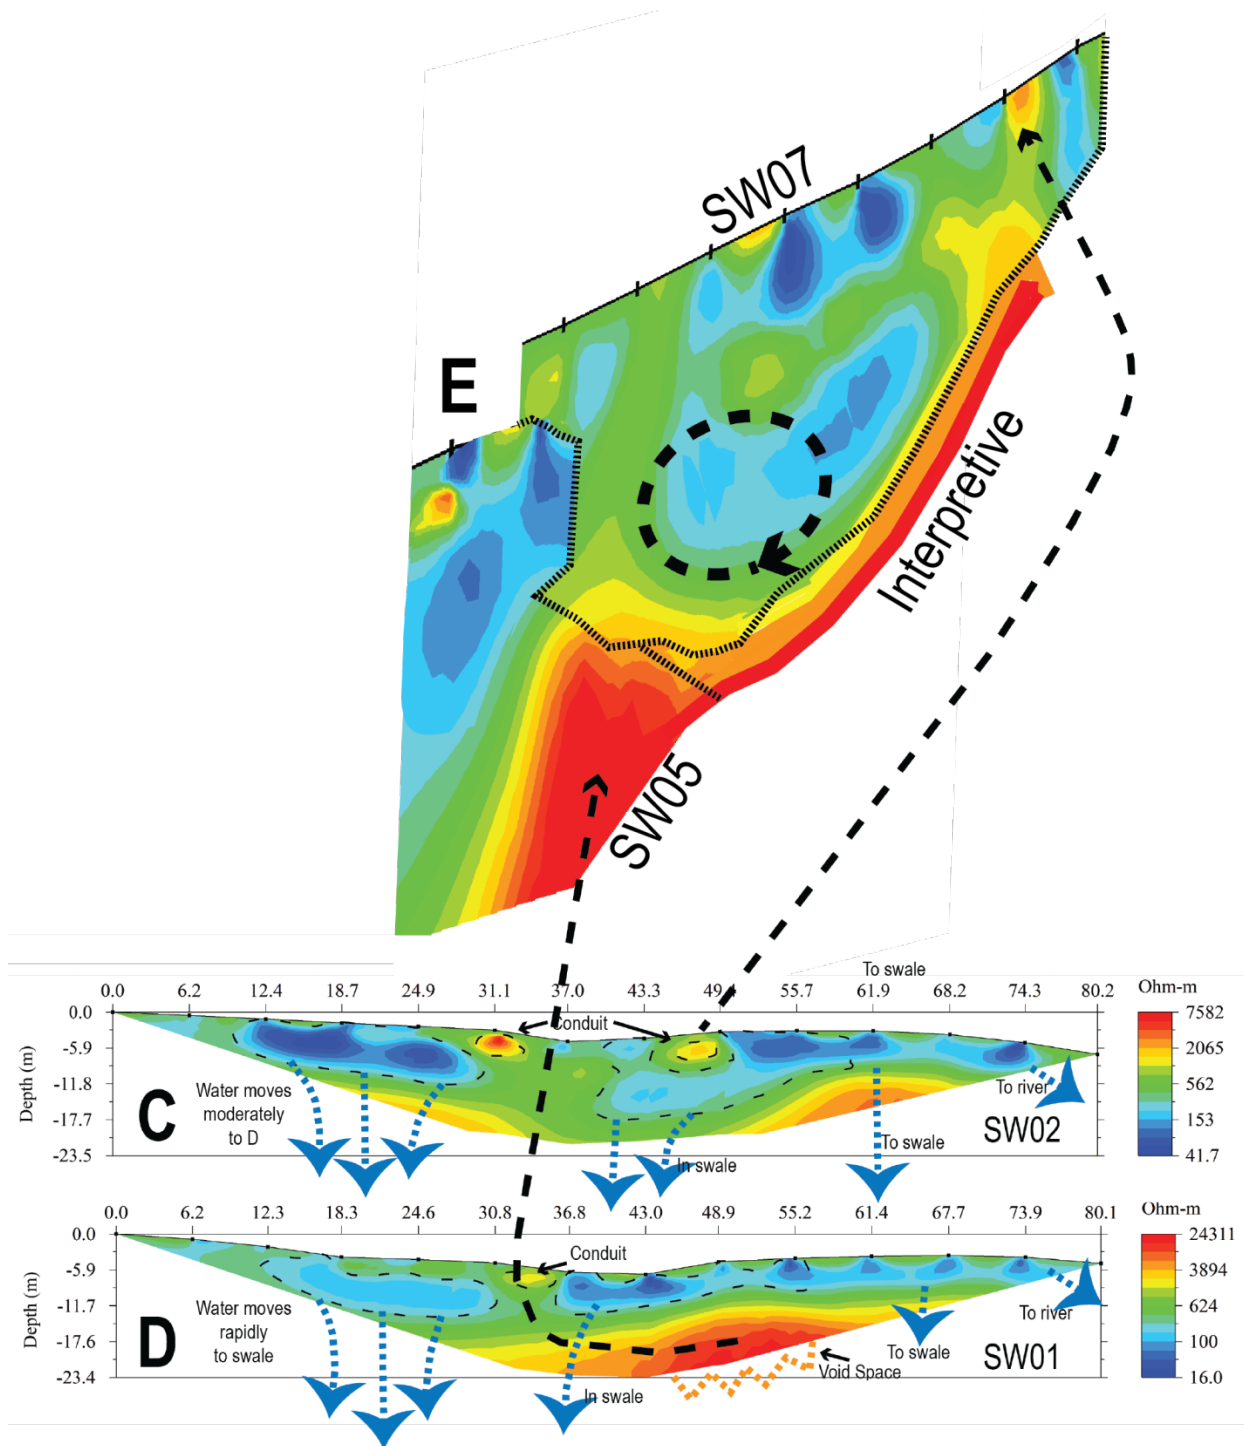 SW07
E
Interpretive
SW05
To swale
0.0 6.2 12.4 18.7 24.9 31.1 37.0 43.3 49.4 55.7 61.9 68.2 74.3 80.2
Ohm-m
7582
2065
562
153
41.7
Depth (m)
0.0
-5.9
-11.8
-17.7
-23.5
Conduit
C
Water moves
moderately
to D
To river
SW02
To swale
In swale
0.0 6.2 12.3 18.3 24.6 30.8 36.8 43.0 48.9 55.2 61.4 67.7 73.9 80.1
Ohm-m
24311
3894
624
100
16.0
Depth (m)
0.0
-5.9
-11.7
-17.6
-23.4
Conduit
D
Water moves
rapidly
to swale
To river
To swale
SW01
Void Space
In swale